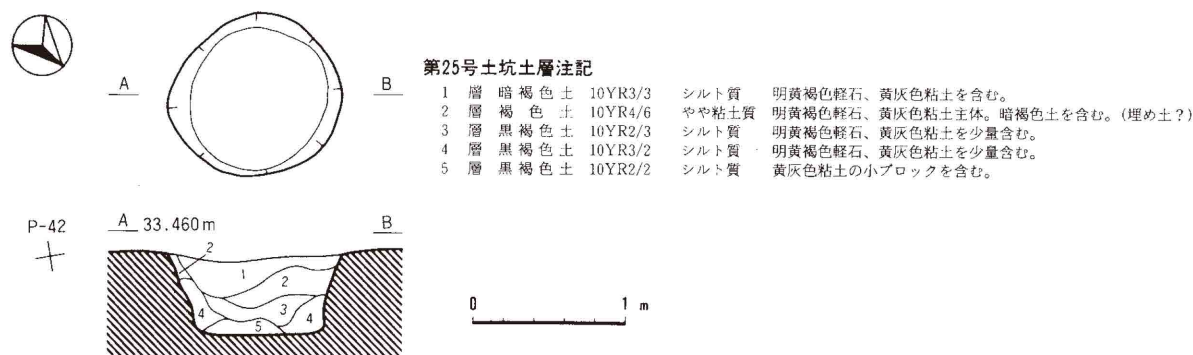 A B
第25号土坑土層注記
1 層 暗褐色土 10YR3/3 シルト質 明黄褐色軽石、黄灰色粘土を含む。
2 層 褐色土 10YR4/6 やや粘土質 明黄褐色軽石、黄灰色粘土主体。暗褐色土を含む。(埋め土?)
3 層 黒褐色土 10YR2/3 シルト質 明黄褐色軽石、黄灰色粘土を少量含む。
4 層 黒褐色土 10YR3/2 シルト質 明黄褐色軽石、黄灰色粘土を少量含む。
5 層 黒褐色土 10YR2/2 シルト質 黄灰色粘土の小ブロックを含む。
P-42 A 33.460m B
2
1
2
3
4 4
5
0 1 m